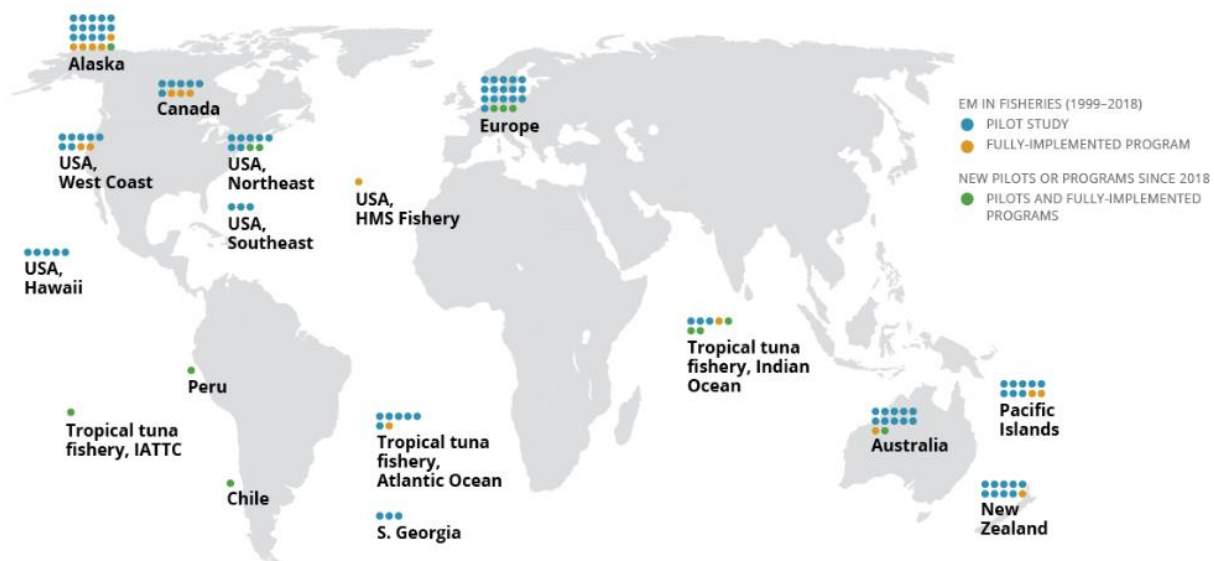 Alaska
Canada
Europe
EM IN FISHERIES (1999–2018)
PILOT STUDY
FULLY-IMPLEMENTED PROGRAM
NEW PILOTS OR PROGRAMS SINCE 2018
PILOTS AND FULLY-IMPLEMENTED
PROGRAMS
USA,
West Coast
USA,
Northeast
USA,
HMS Fishery
USA,
Southeast
USA,
Hawaii
Tropical tuna
fishery, Indian
Ocean
Peru
Pacific
Islands
Tropical tuna
fishery, IATTC
Tropical tuna
fishery,
Atlantic Ocean
Australia
Chile
S. Georgia
New
Zealand